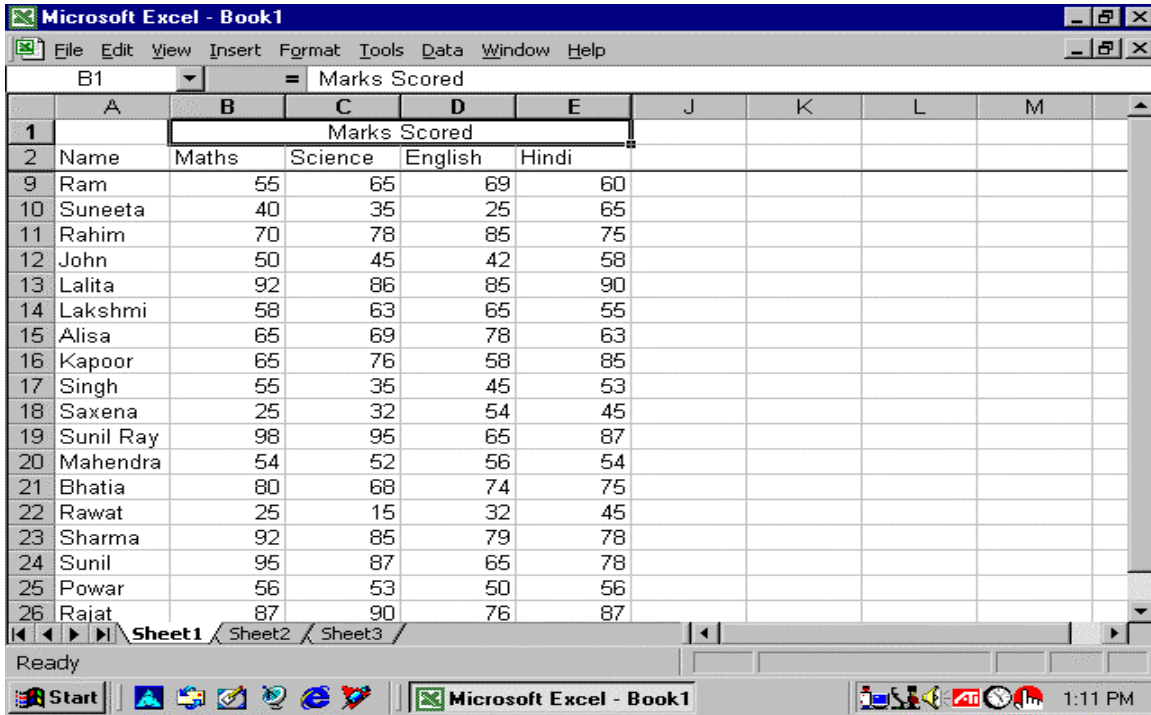 Microsoft Excel - Book1
File Edit View Insert Format Tools Data Window Help
B1 = Marks Scored
A B C D E J K L M
1 Marks Scored
2 Name Maths Science English Hindi
9 Ram 55 65 69 60
10 Suneeta 40 35 25 65
11 Rahim 70 78 85 75
12 John 50 45 42 58
13 Lalita 92 86 85 90
14 Lakshmi 58 63 65 55
15 Alisa 65 69 78 63
16 Kapoor 65 76 58 85
17 Singh 55 35 45 53
18 Saxena 25 32 54 45
19 Sunil Ray 98 95 65 87
20 Mahendra 54 52 56 54
21 Bhatia 80 68 74 75
22 Rawat 25 15 32 45
23 Sharma 92 85 79 78
24 Sunil 95 87 65 78
25 Powar 56 53 50 56
26 Rajat 87 90 76 87
Sheet1 Sheet2 Sheet3
Ready
Start Microsoft Excel - Book1 ATI 1:11 PM